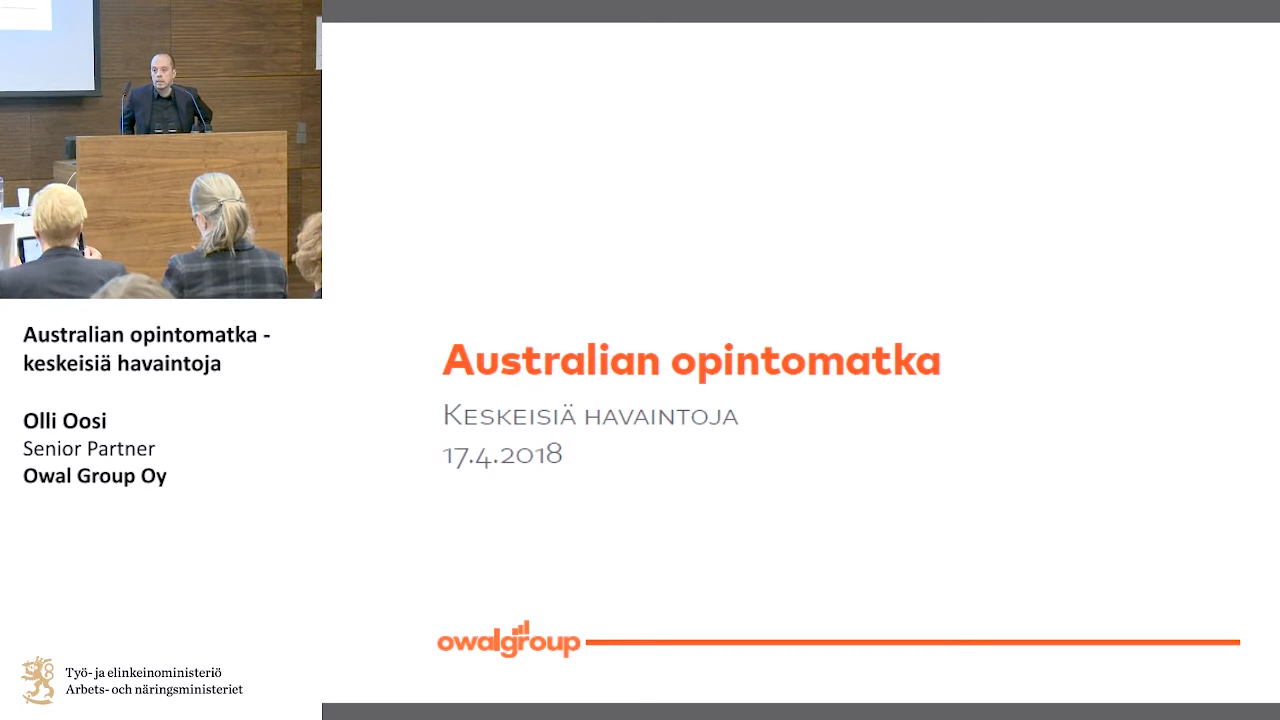 Australian opintomatka -
keskeisiä havaintoja
Olli Oosi
Senior Partner
Owal Group Oy
Työ- ja elinkeinoministeriö
Arbets- och näringsministeriet
Australian opintomatka
Keskeisiä havaintoja
17.4.2018
owalgroup